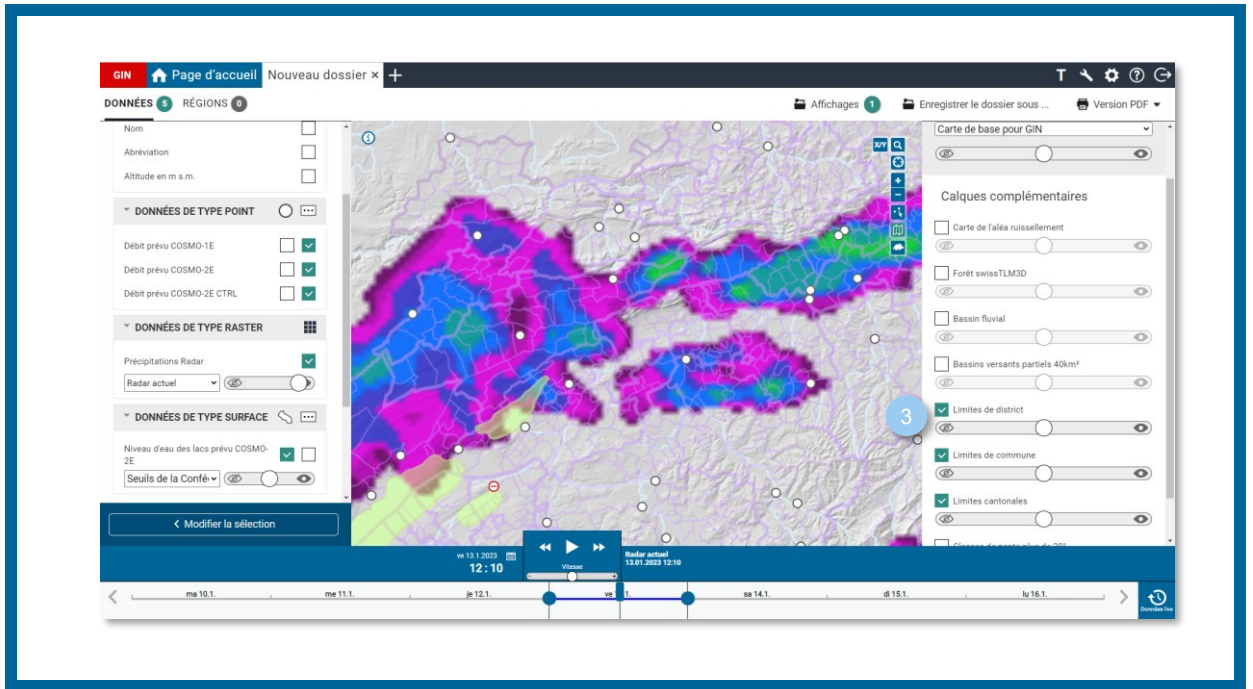 GIN
Page d'accueil
Nouveau dossier ×
+
T
DONNÉES 5
RÉGIONS 0
Affichages 1
Enregistrer le dossier sous ...
Version PDF
Nom
Abréviation
Altitude en m s.m.
DONNÉES DE TYPE POINT
Débit prévu COSMO-1E
Débit prévu COSMO-2E
Débit prévu COSMO-2E CTRL
DONNÉES DE TYPE RASTER
Précipitations Radar
Radar actuel
DONNÉES DE TYPE SURFACE
Niveau d'eau des lacs prévu COSMO-
2E
Seuils de la Confé
Modifier la sélection
X/Y
Carte de base pour GIN
Calques complémentaires
Carte de l'aléa ruissellement
Forêt swissTLM3D
Bassin fluvial
Bassins versants partiels 40km²
3
Limites de district
Limites de commune
Limites cantonales
ve 13.1.2023
12:10
Vitesse
Radar actuel
13.01.2023 12:10
ma 10.1.
me 11.1.
je 12.1.
sa 14.1.
di 15.1.
lu 16.1.
Données live